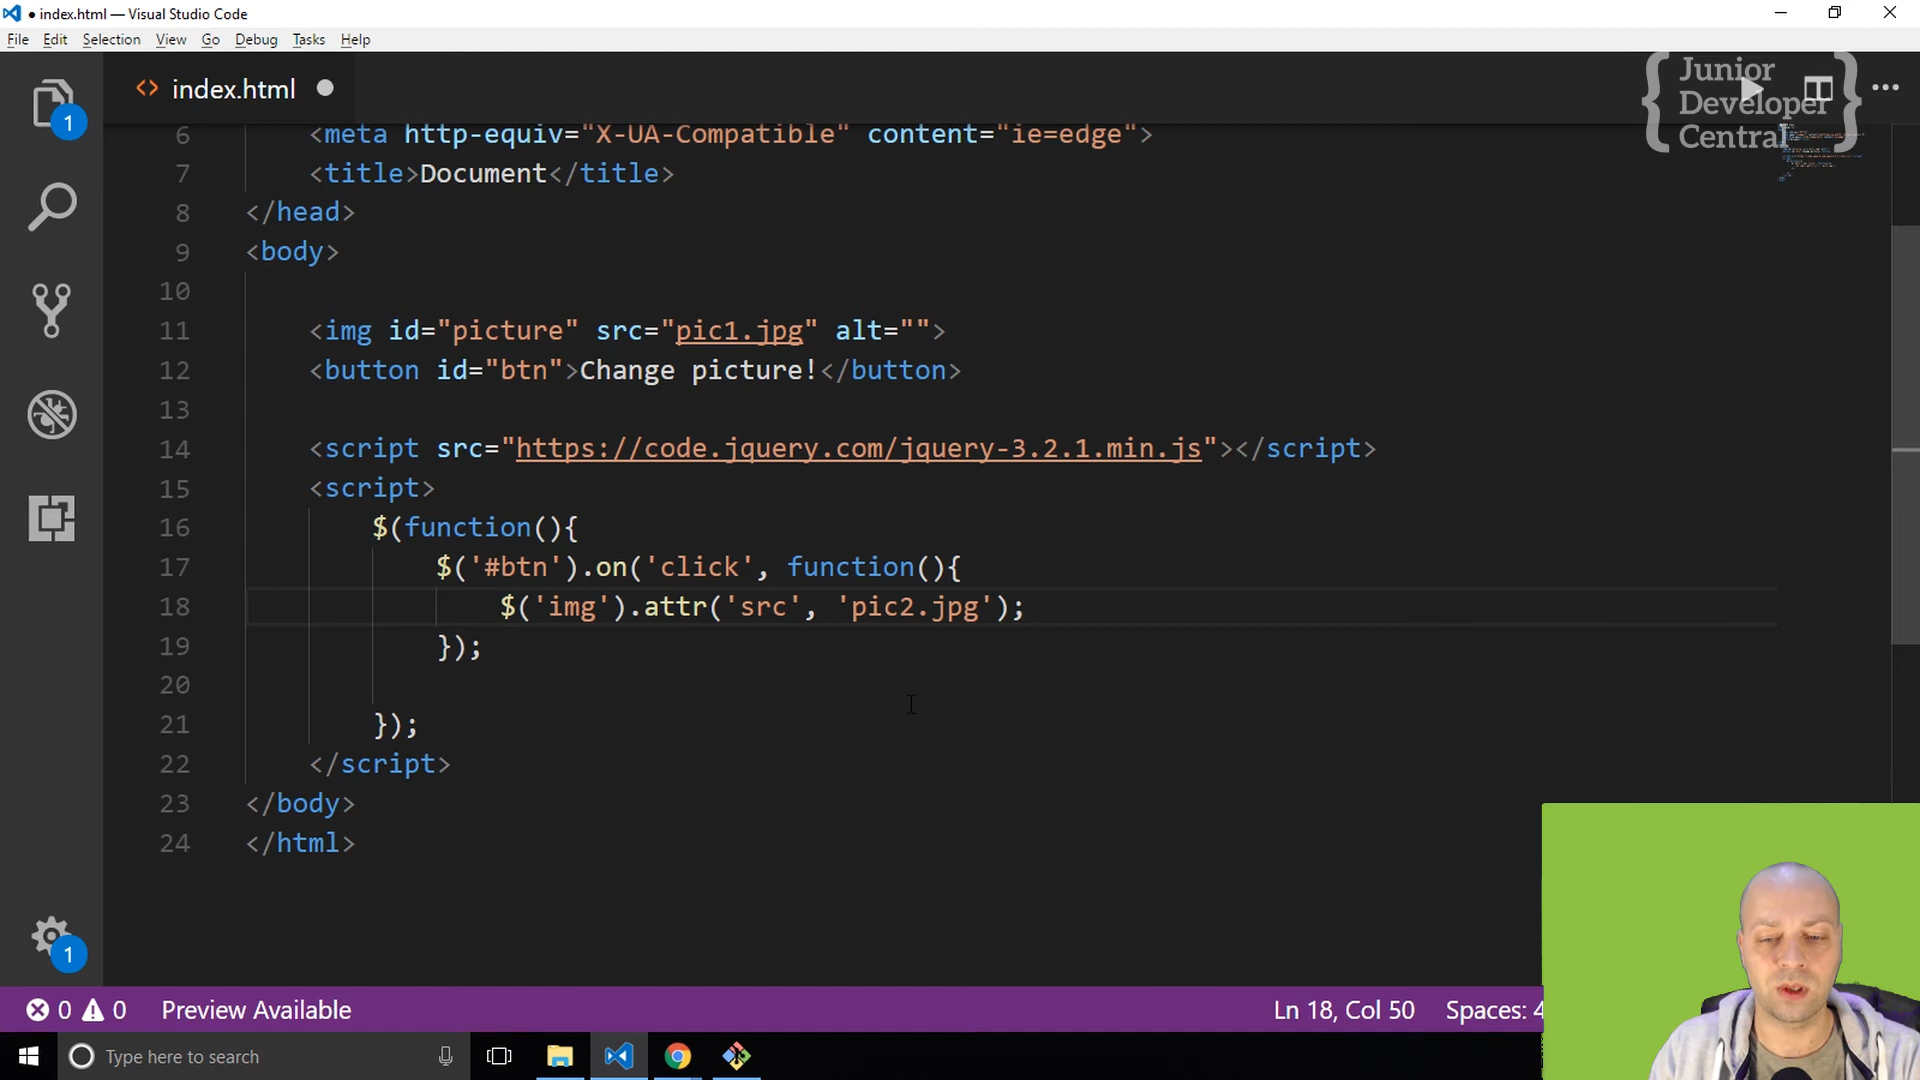 ● index.html — Visual Studio Code
File Edit Selection View Go Debug Tasks Help
<> index.html ●
{ Junior
Developer
Central }
1
6 <meta http-equiv="X-UA-Compatible" content="ie=edge">
7 <title>Document</title>
8 </head>
9 <body>
10
11 <img id="picture" src="pic1.jpg" alt="">
12 <button id="btn">Change picture!</button>
13
14 <script src="https://code.jquery.com/jquery-3.2.1.min.js"></script>
15 <script>
16 $(function(){
17 $('#btn').on('click', function(){
18 $('img').attr('src', 'pic2.jpg');
19 });
20
21 });
22 </script>
23 </body>
24 </html>
1
0 0 Preview Available Ln 18, Col 50 Spaces: 4
Type here to search